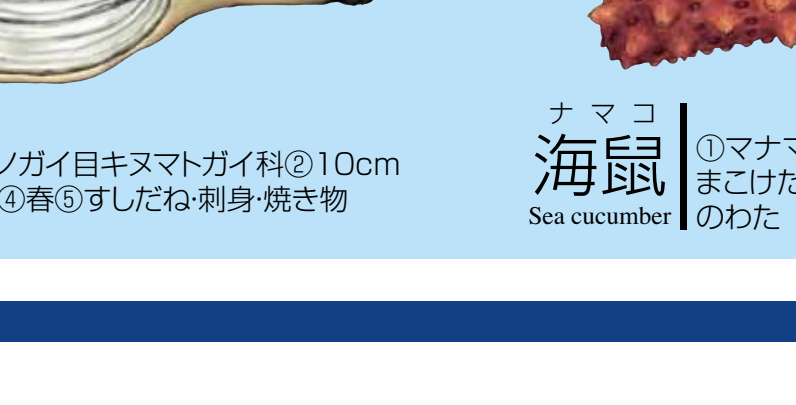 ノガイ目キヌマトガイ科②10cm
④春⑤すしだね・刺身・焼き物
ナマコ
海鼠
Sea cucumber
①マナマ
まこけた
のわた